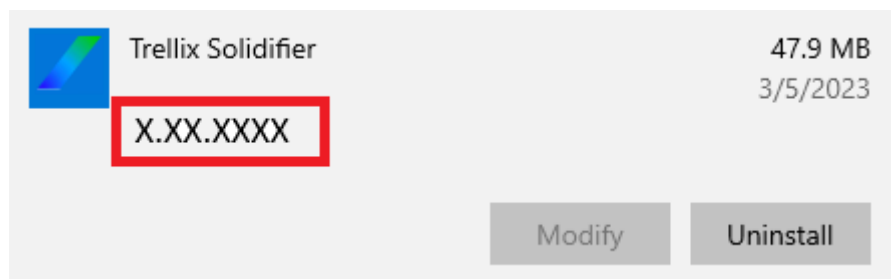 Trellix Solidifier
47.9 MB
3/5/2023
X.XX.XXXX
Modify
Uninstall